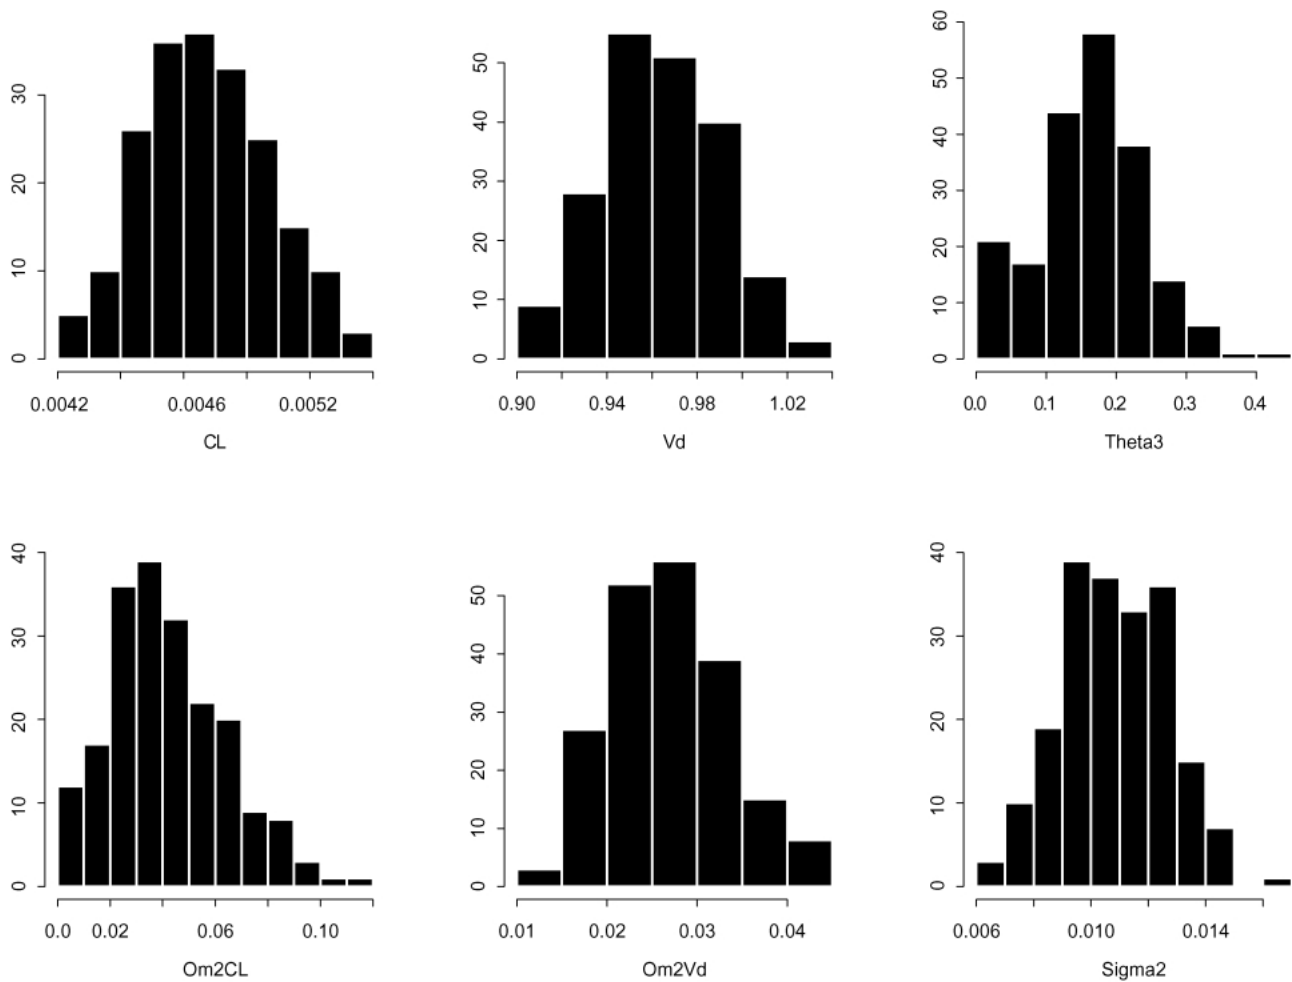 0 10 20 30
0.0042 0.0046 0.0052
CL
0 10 20 30 40 50
0.90 0.94 0.98 1.02
Vd
0 10 20 30 40 50 60
0.0 0.1 0.2 0.3 0.4
Theta3
0 10 20 30 40
0.0 0.02 0.06 0.10
Om2CL
0 10 20 30 40 50
0.01 0.02 0.03 0.04
Om2Vd
0 10 20 30 40
0.006 0.010 0.014
Sigma2